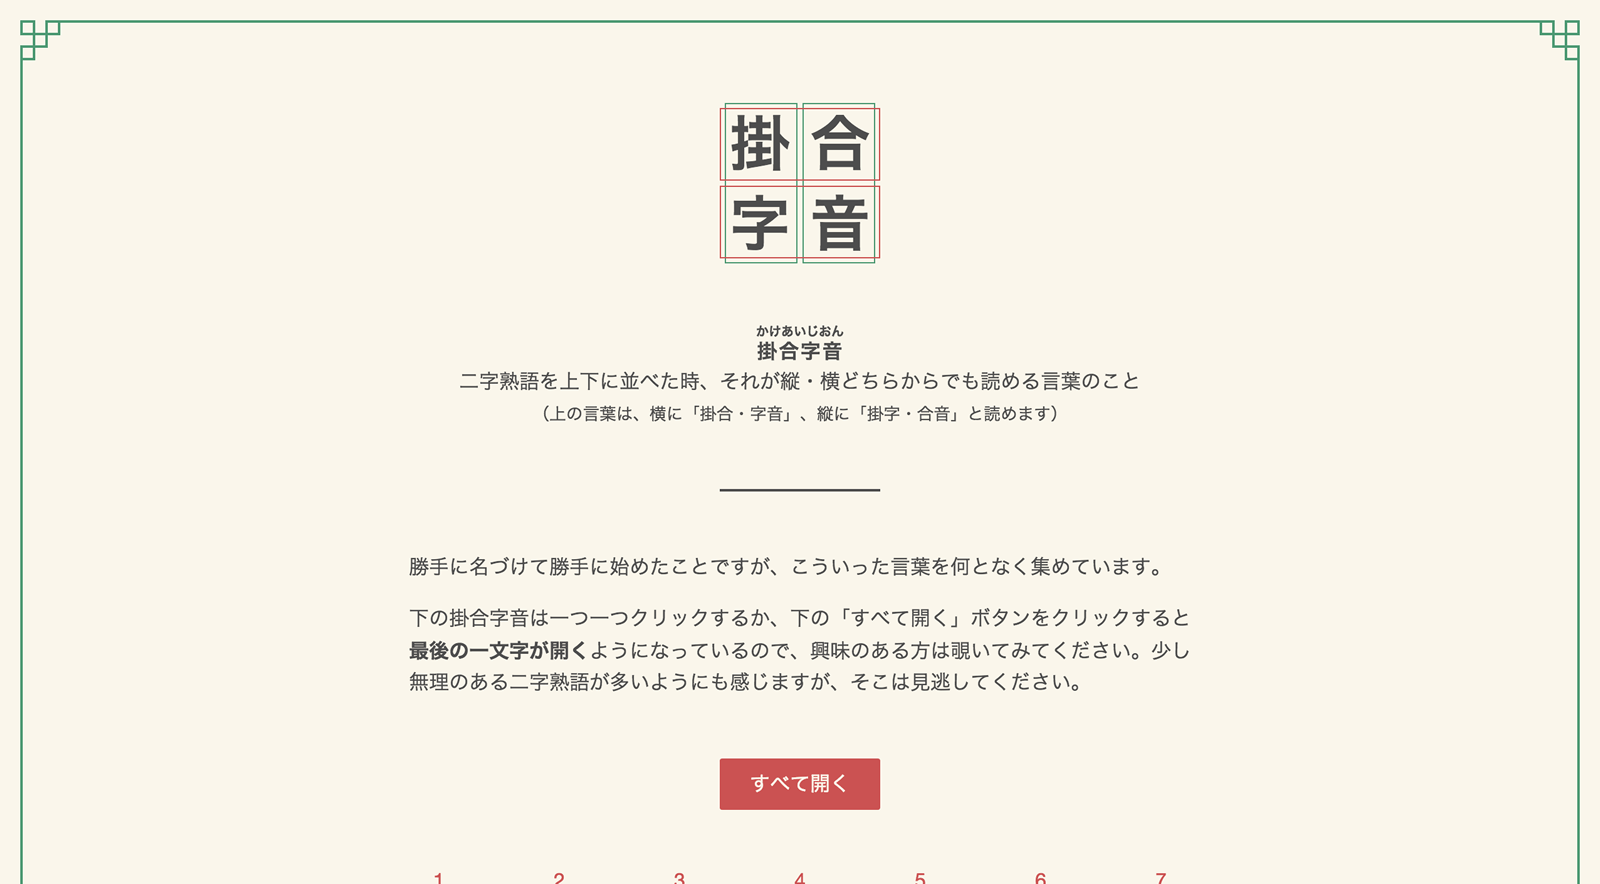 掛合
字音
かけあいじおん
掛合字音
二字熟語を上下に並べた時、それが縦・横どちらからでも読める言葉のこと
（上の言葉は、横に「掛合・字音」、縦に「掛字・合音」と読めます）
勝手に名づけて勝手に始めたことですが、こういった言葉を何となく集めています。
下の掛合字音は一つ一つクリックするか、下の「すべて開く」ボタンをクリックすると
最後の一文字が開くようになっているので、興味のある方は覗いてみてください。少し
無理のある二字熟語が多いようにも感じますが、そこは見逃してください。
すべて開く
1 2 3 4 5 6 7